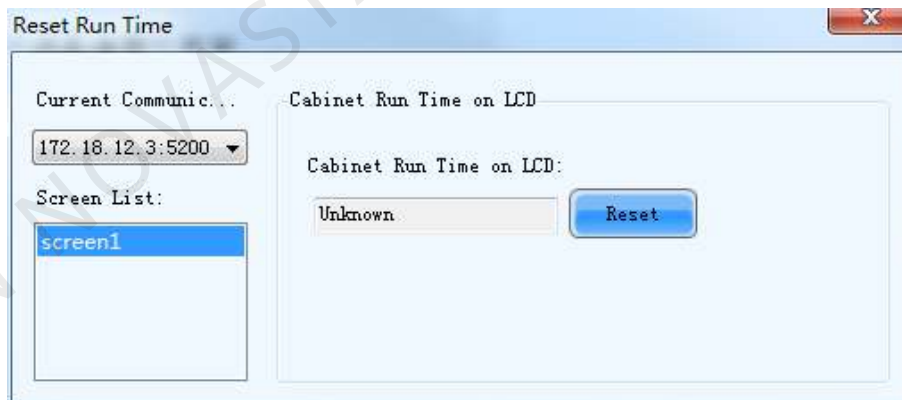 Reset Run Time
Current Communic...
172.18.12.3:5200
Screen List:
screen1
Cabinet Run Time on LCD
Cabinet Run Time on LCD:
Unknown
Reset
NOVAST